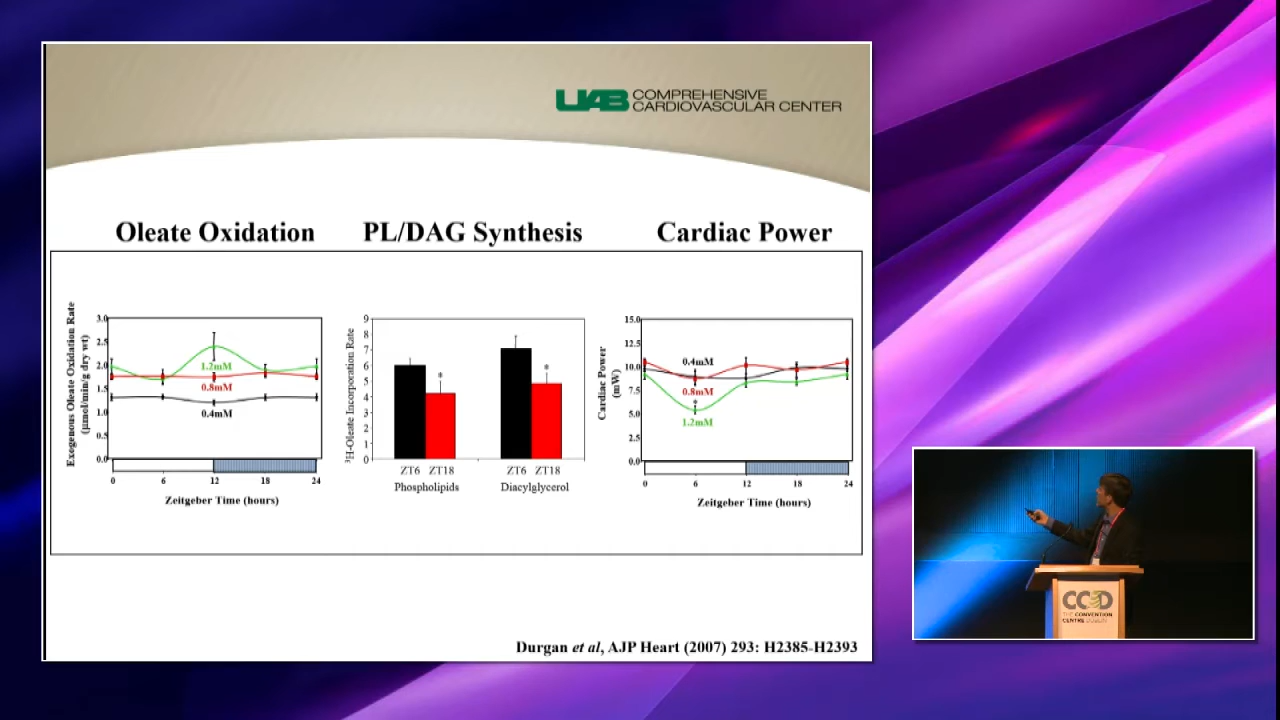 UAB COMPREHENSIVE
CARDIOVASCULAR CENTER
Oleate Oxidation
PL/DAG Synthesis
Cardiac Power
Exogenous Oleate Oxidation Rate
(µmol/min/g dry wt)
3.0
2.5
2.0
1.5
1.0
0.5
0.0
1.2mM
0.8mM
0.4mM
0 6 12 18 24
Zeitgeber Time (hours)
³H-Oleate Incorporation Rate
9
8
7
6
5
4
3
2
1
0
* *
ZT6 ZT18 ZT6 ZT18
Phospholipids Diacylglycerol
Cardiac Power
(mW)
15.0
12.5
10.0
7.5
5.0
2.5
0.0
0.4mM
0.8mM
*
1.2mM
0 6 12 18 24
Zeitgeber Time (hours)
Durgan et al, AJP Heart (2007) 293: H2385-H2393
CCD
THE CONVENTION
CENTRE DUBLIN